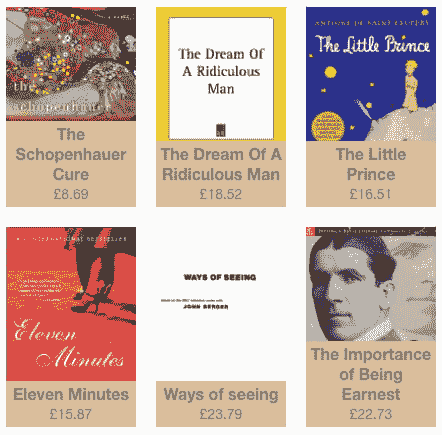 the
schopenhauer
The
Schopenhauer
Cure
£8.69
The Dream Of
A Ridiculous
Man
The Dream Of A
Ridiculous Man
£18.52
ANTOINE DE SAINT-EXUPÉRY
The Little Prince
The Little
Prince
£16.51
Eleven
Minutes
Eleven Minutes
£15.87
WAYS OF SEEING
JOHN BERGER
Ways of seeing
£23.79
The Importance
of Being
Earnest
£22.73